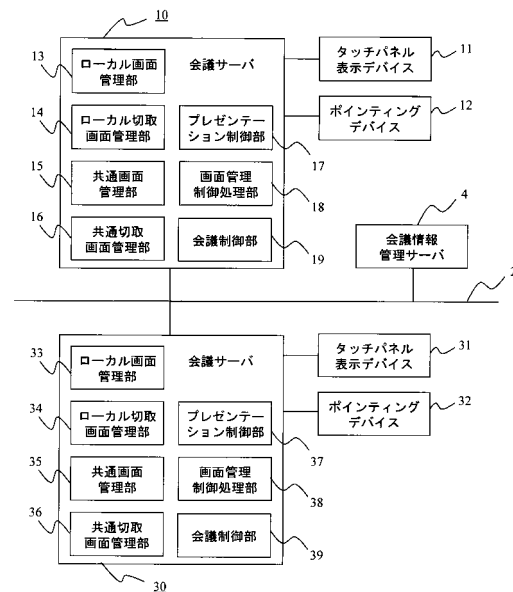 10
13
ローカル画面
管理部
会議サーバ
タッチパネル
表示デバイス
11
14
ローカル切取
画面管理部
プレゼンテー
ション制御部
17
ポインティング
デバイス
12
15
共通画面
管理部
画面管理
制御処理部
18
16
共通切取
画面管理部
会議制御部
19
4
会議情報
管理サーバ
2
33
ローカル画面
管理部
会議サーバ
タッチパネル
表示デバイス
31
34
ローカル切取
画面管理部
プレゼンテー
ション制御部
37
ポインティング
デバイス
32
35
共通画面
管理部
画面管理
制御処理部
38
36
共通切取
画面管理部
会議制御部
39
30